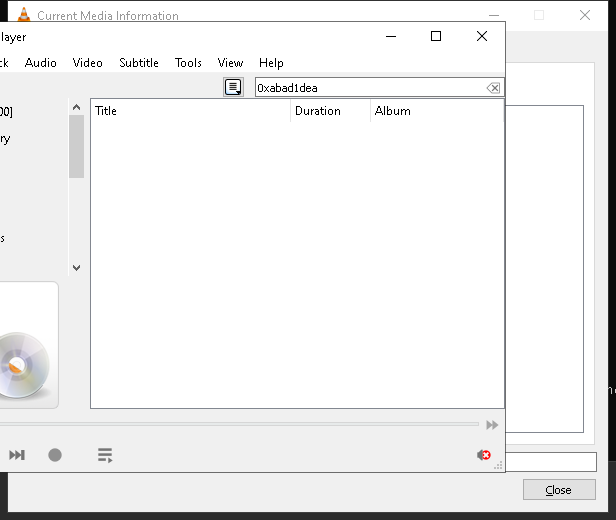 Current Media Information
layer
ck Audio Video Subtitle Tools View Help
0xabad1dea
00]
Title Duration Album
ry
s
Close